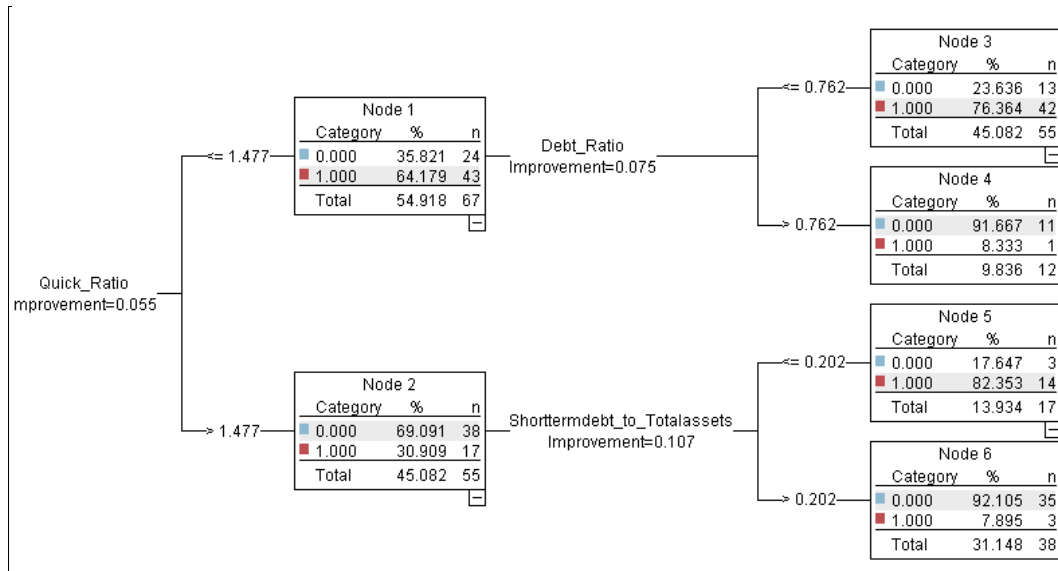 Quick_Ratio
mprovement=0.055
<= 1.477
Node 1
Category % n
0.000 35.821 24
1.000 64.179 43
Total 54.918 67
Debt_Ratio
Improvement=0.075
<= 0.762
Node 3
Category % n
0.000 23.636 13
1.000 76.364 42
Total 45.082 55
> 0.762
Node 4
Category % n
0.000 91.667 11
1.000 8.333 1
Total 9.836 12
> 1.477
Node 2
Category % n
0.000 69.091 38
1.000 30.909 17
Total 45.082 55
Shorttermdebt_to_Totalassets
Improvement=0.107
<= 0.202
Node 5
Category % n
0.000 17.647 3
1.000 82.353 14
Total 13.934 17
> 0.202
Node 6
Category % n
0.000 92.105 35
1.000 7.895 3
Total 31.148 38